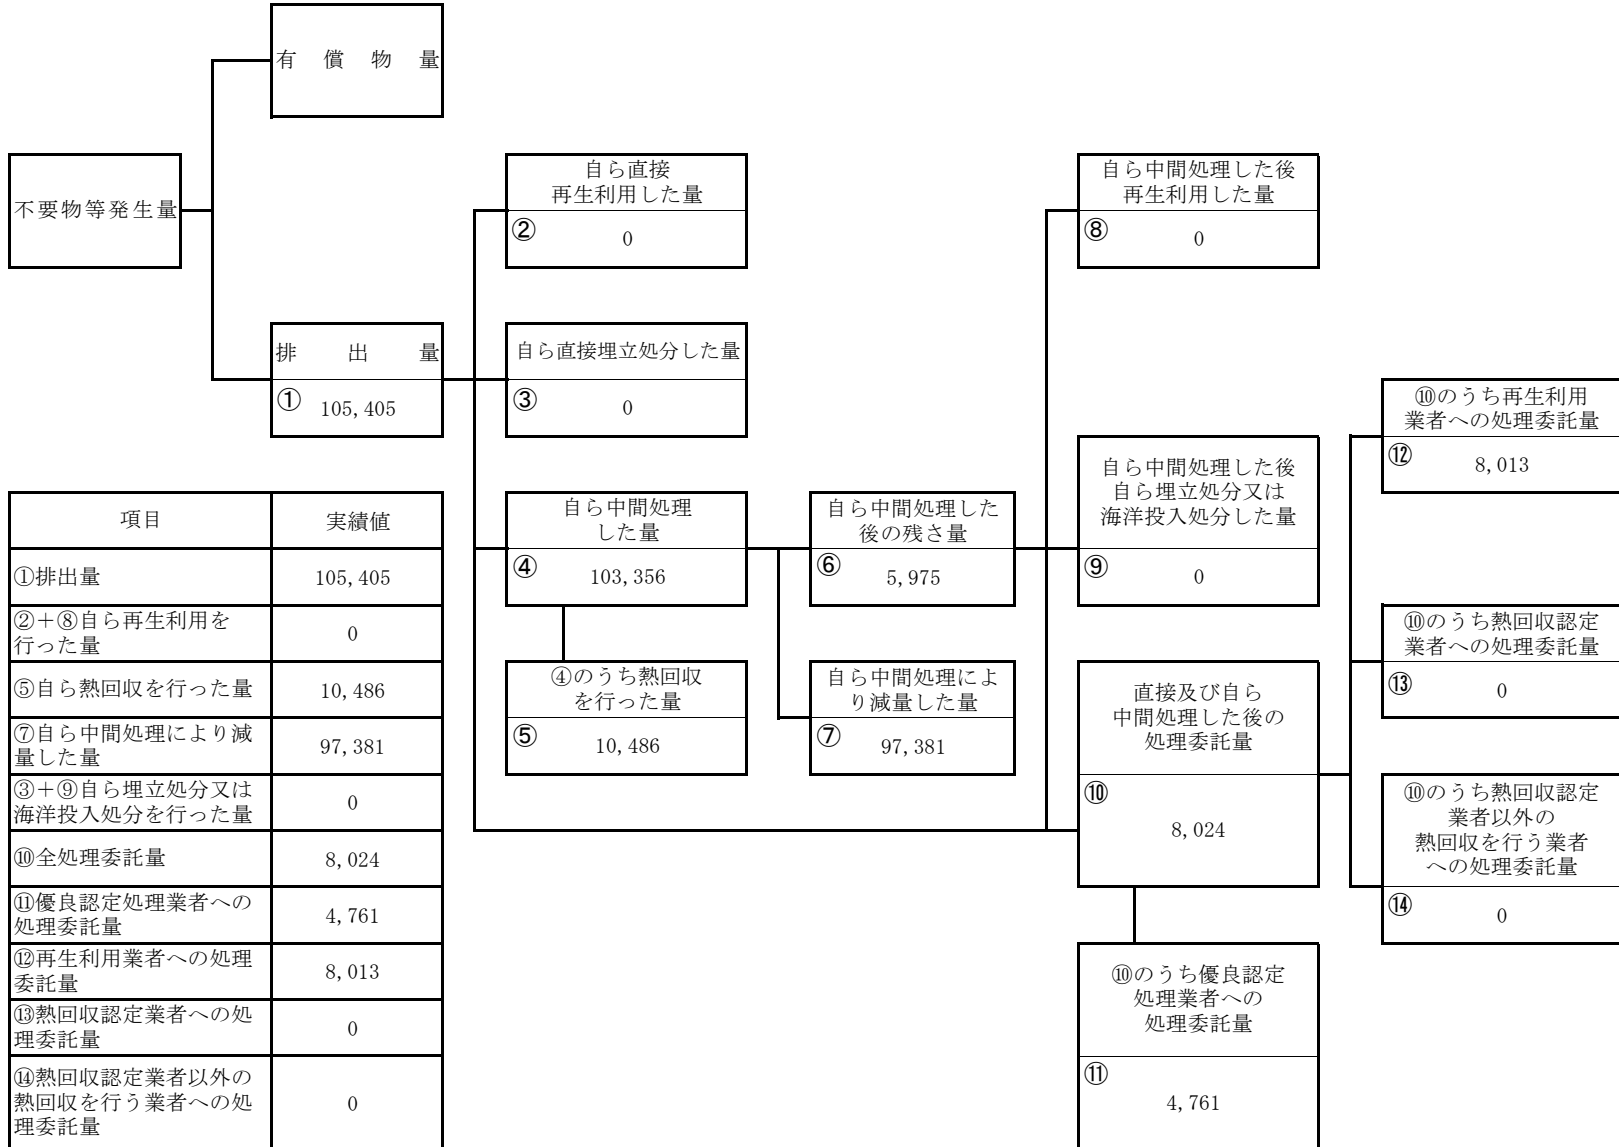 有償物量
不要物等発生量
排出量
① 105,405
自ら直接
再生利用した量
② 0
自ら直接埋立処分した量
③ 0
自ら中間処理
した量
④ 103,356
④のうち熱回収
を行った量
⑤ 10,486
自ら中間処理した
後の残さ量
⑥ 5,975
自ら中間処理によ
り減量した量
⑦ 97,381
自ら中間処理した後
再生利用した量
⑧ 0
自ら中間処理した後
自ら埋立処分又は
海洋投入処分した量
⑨ 0
直接及び自ら
中間処理した後の
処理委託量
⑩
8,024
⑩のうち優良認定
処理業者への
処理委託量
⑪
4,761
⑩のうち再生利用
業者への処理委託量
⑫ 8,013
⑩のうち熱回収認定
業者への処理委託量
⑬ 0
⑩のうち熱回収認定
業者以外の
熱回収を行う業者
への処理委託量
⑭ 0
項目 実績値
①排出量 105,405
②＋⑧自ら再生利用を
行った量 0
⑤自ら熱回収を行った量 10,486
⑦自ら中間処理により減
量した量 97,381
③＋⑨自ら埋立処分又は
海洋投入処分を行った量 0
⑩全処理委託量 8,024
⑪優良認定処理業者への
処理委託量 4,761
⑫再生利用業者への処理
委託量 8,013
⑬熱回収認定業者への処
理委託量 0
⑭熱回収認定業者以外の
熱回収を行う業者への処
理委託量 0